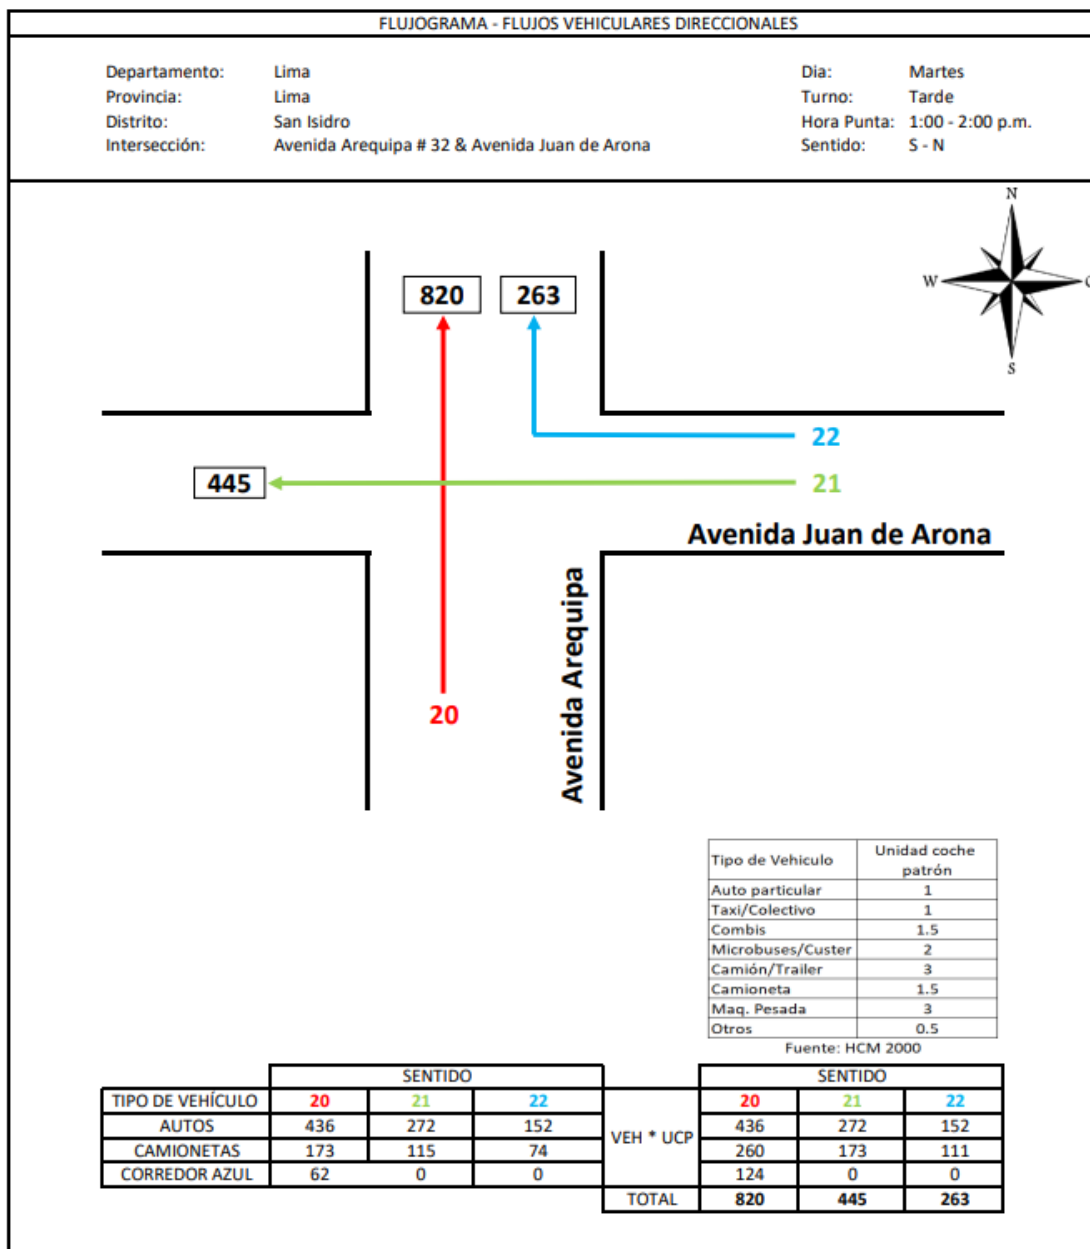 FLUJOGRAMA - FLUJOS VEHICULARES DIRECCIONALES
Departamento: Lima Dia: Martes
Provincia: Lima Turno: Tarde
Distrito: San Isidro Hora Punta: 1:00 - 2:00 p.m.
Intersección: Avenida Arequipa # 32 & Avenida Juan de Arona Sentido: S - N
N
W
S
820 263
22
445 21
Avenida Juan de Arona
Avenida Arequipa
20
Tipo de Vehiculo Unidad coche patrón
Auto particular 1
Taxi/Colectivo 1
Combis 1.5
Microbuses/Custer 2
Camión/Trailer 3
Camioneta 1.5
Maq. Pesada 3
Otros 0.5
Fuente: HCM 2000
SENTIDO SENTIDO
TIPO DE VEHÍCULO 20 21 22 VEH * UCP 20 21 22
AUTOS 436 272 152 436 272 152
CAMIONETAS 173 115 74 260 173 111
CORREDOR AZUL 62 0 0 124 0 0
TOTAL 820 445 263